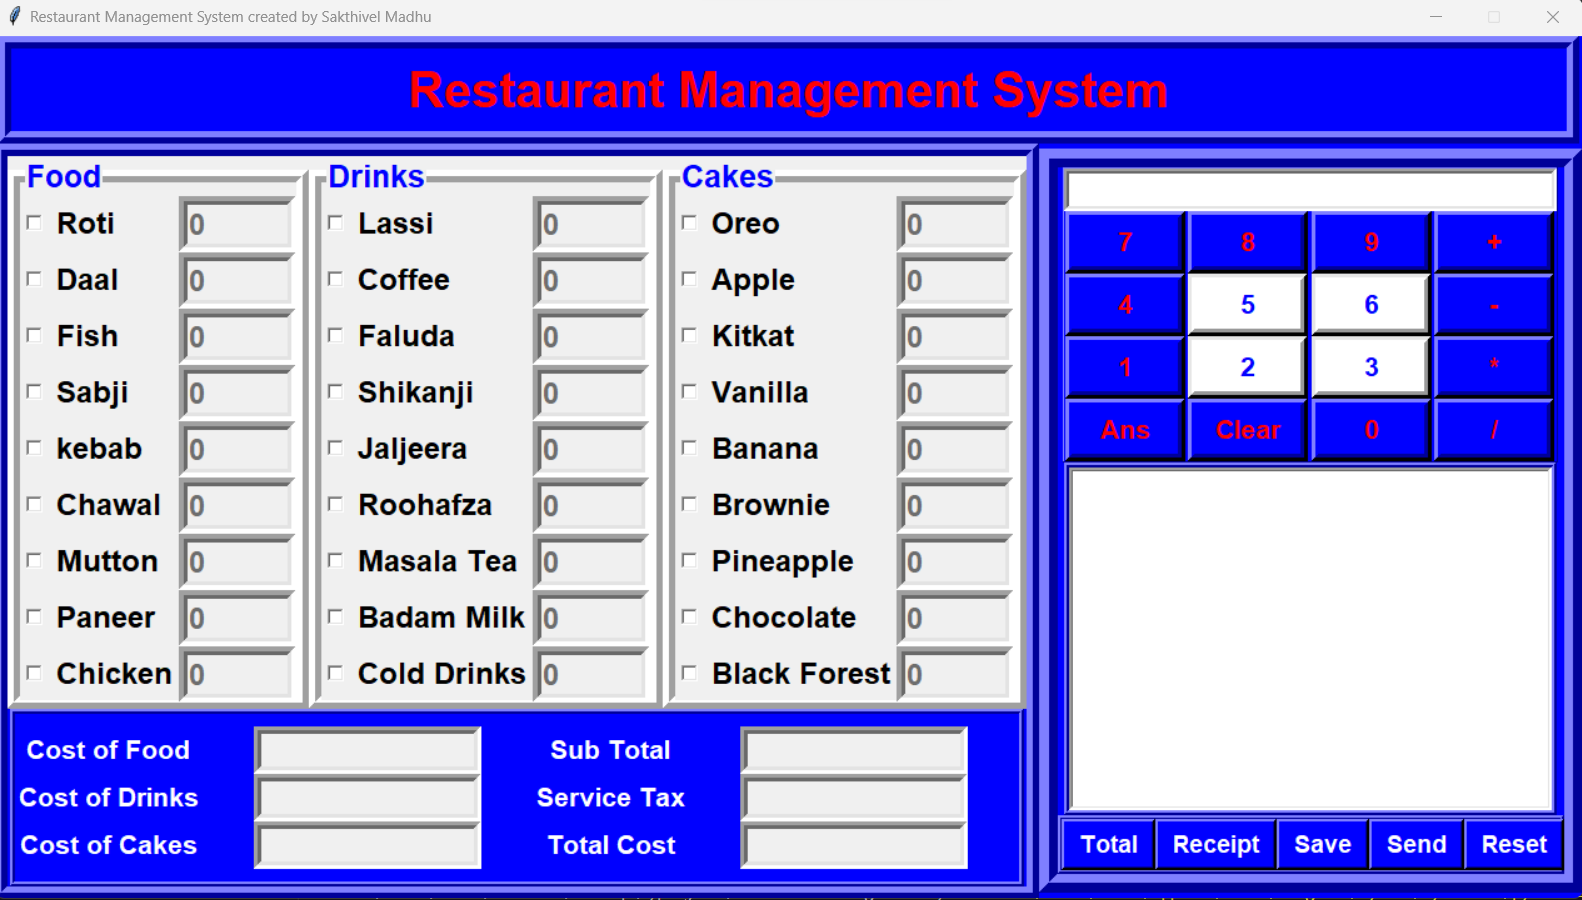 Restaurant Management System created by Sakthivel Madhu
Restaurant Management System
Food
Roti 0
Daal 0
Fish 0
Sabji 0
kebab 0
Chawal 0
Mutton 0
Paneer 0
Chicken 0
Drinks
Lassi 0
Coffee 0
Faluda 0
Shikanji 0
Jaljeera 0
Roohafza 0
Masala Tea 0
Badam Milk 0
Cold Drinks 0
Cakes
Oreo 0
Apple 0
Kitkat 0
Vanilla 0
Banana 0
Brownie 0
Pineapple 0
Chocolate 0
Black Forest 0
Cost of Food
Cost of Drinks
Cost of Cakes
Sub Total
Service Tax
Total Cost
7 8 9 +
4 5 6 -
1 2 3 *
Ans Clear 0 /
Total Receipt Save Send Reset